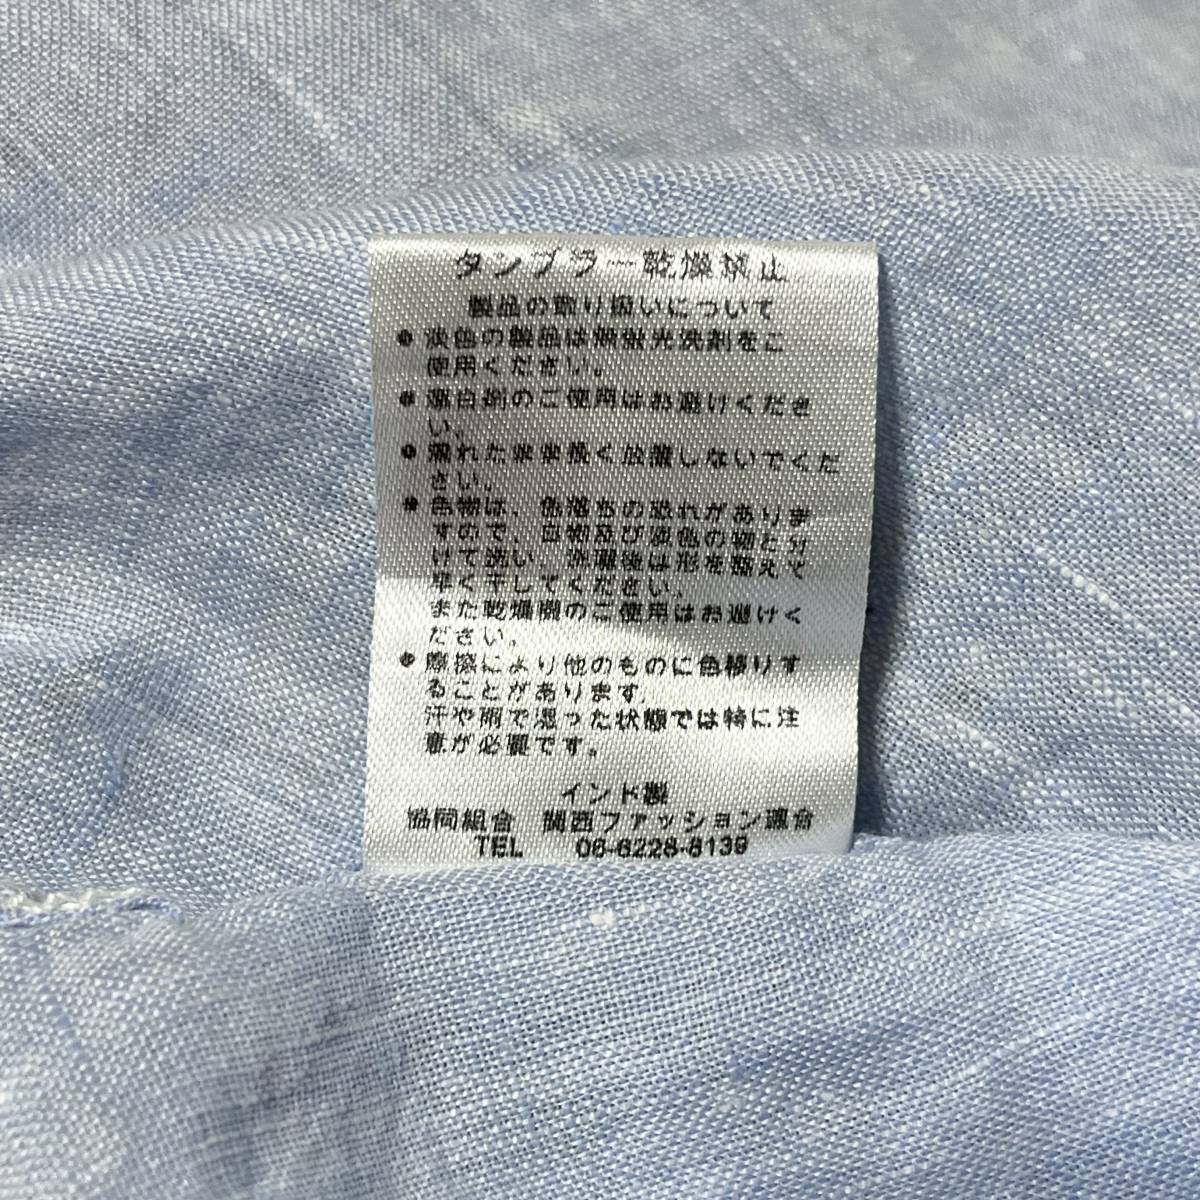 タンブラー乾燥禁止
製品の取り扱いについて
● 淡色の製品は無蛍光洗剤をご
使用ください。
● 漂白剤のご使用はお避けくださ
い。
● 濡れたまま長く放置しないでくだ
さい。
● 色物は、色落ちの恐れがありま
すので、白物及び淡色の物と分
けて洗い、洗濯後は形を整えて
早く干してください。
また乾燥機のご使用はお避けく
ださい。
● 摩擦により他のものに色移りす
ることがあります。
汗や雨で湿った状態では特に注
意が必要です。
インド製
協同組合 関西ファッション連合
TEL 06-6228-8139